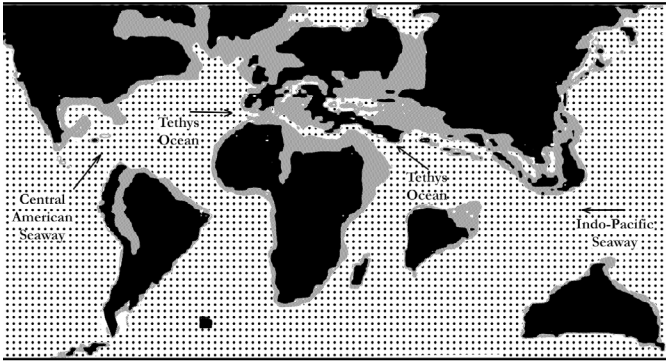 Tethys
Ocean
Tethys
Ocean
Central
American
Seaway
Indo-Pacific
Seaway